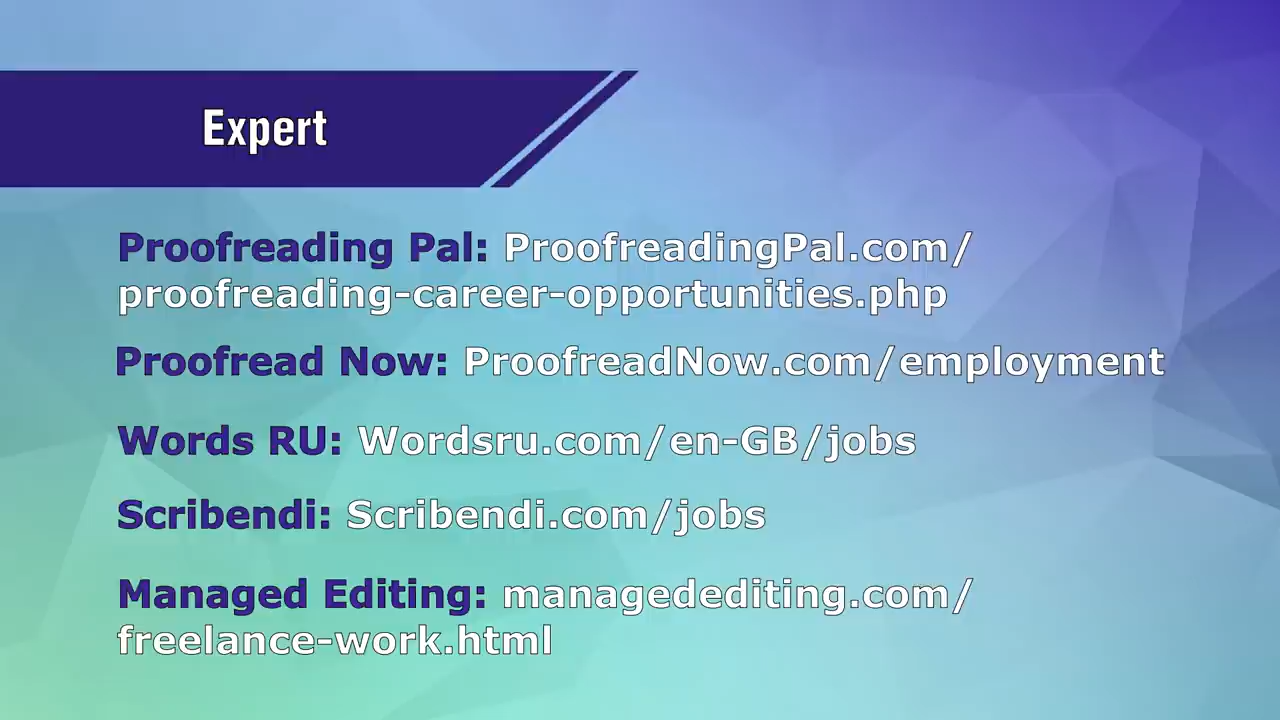 Expert
Proofreading Pal: ProofreadingPal.com/
proofreading-career-opportunities.php
Proofread Now: ProofreadNow.com/employment
Words RU: Wordsru.com/en-GB/jobs
Scribendi: Scribendi.com/jobs
Managed Editing: managedediting.com/
freelance-work.html